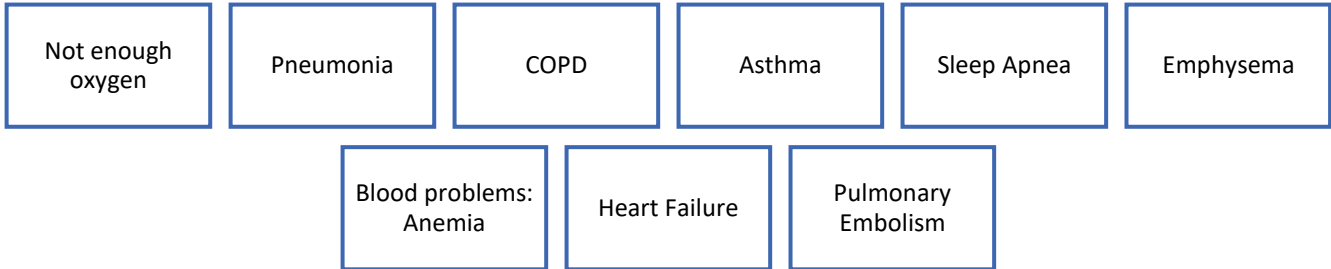 Not enough
oxygen
Pneumonia
COPD
Asthma
Sleep Apnea
Emphysema
Blood problems:
Anemia
Heart Failure
Pulmonary
Embolism